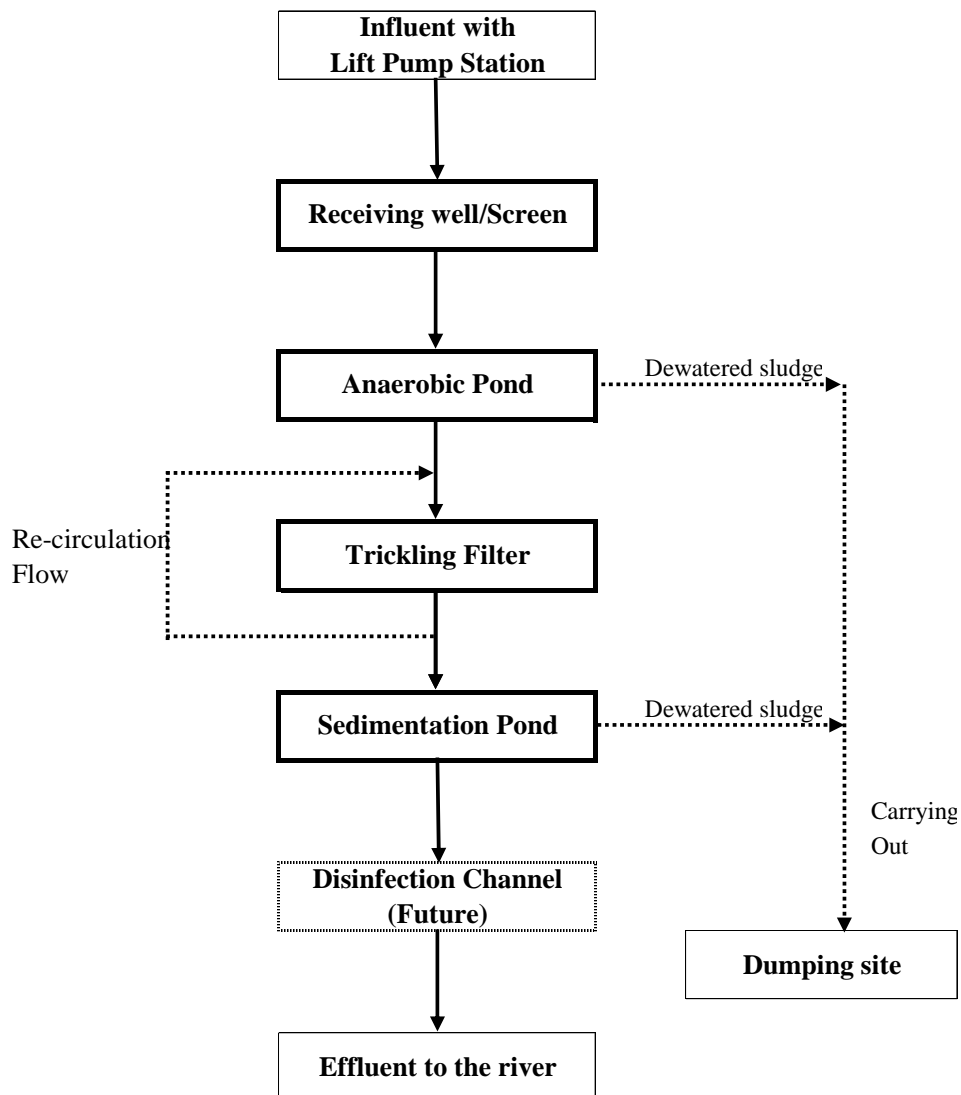 Influent with
Lift Pump Station
Receiving well/Screen
Anaerobic Pond
Dewatered sludge
Re-circulation
Flow
Trickling Filter
Sedimentation Pond
Dewatered sludge
Carrying
Out
Disinfection Channel
(Future)
Dumping site
Effluent to the river